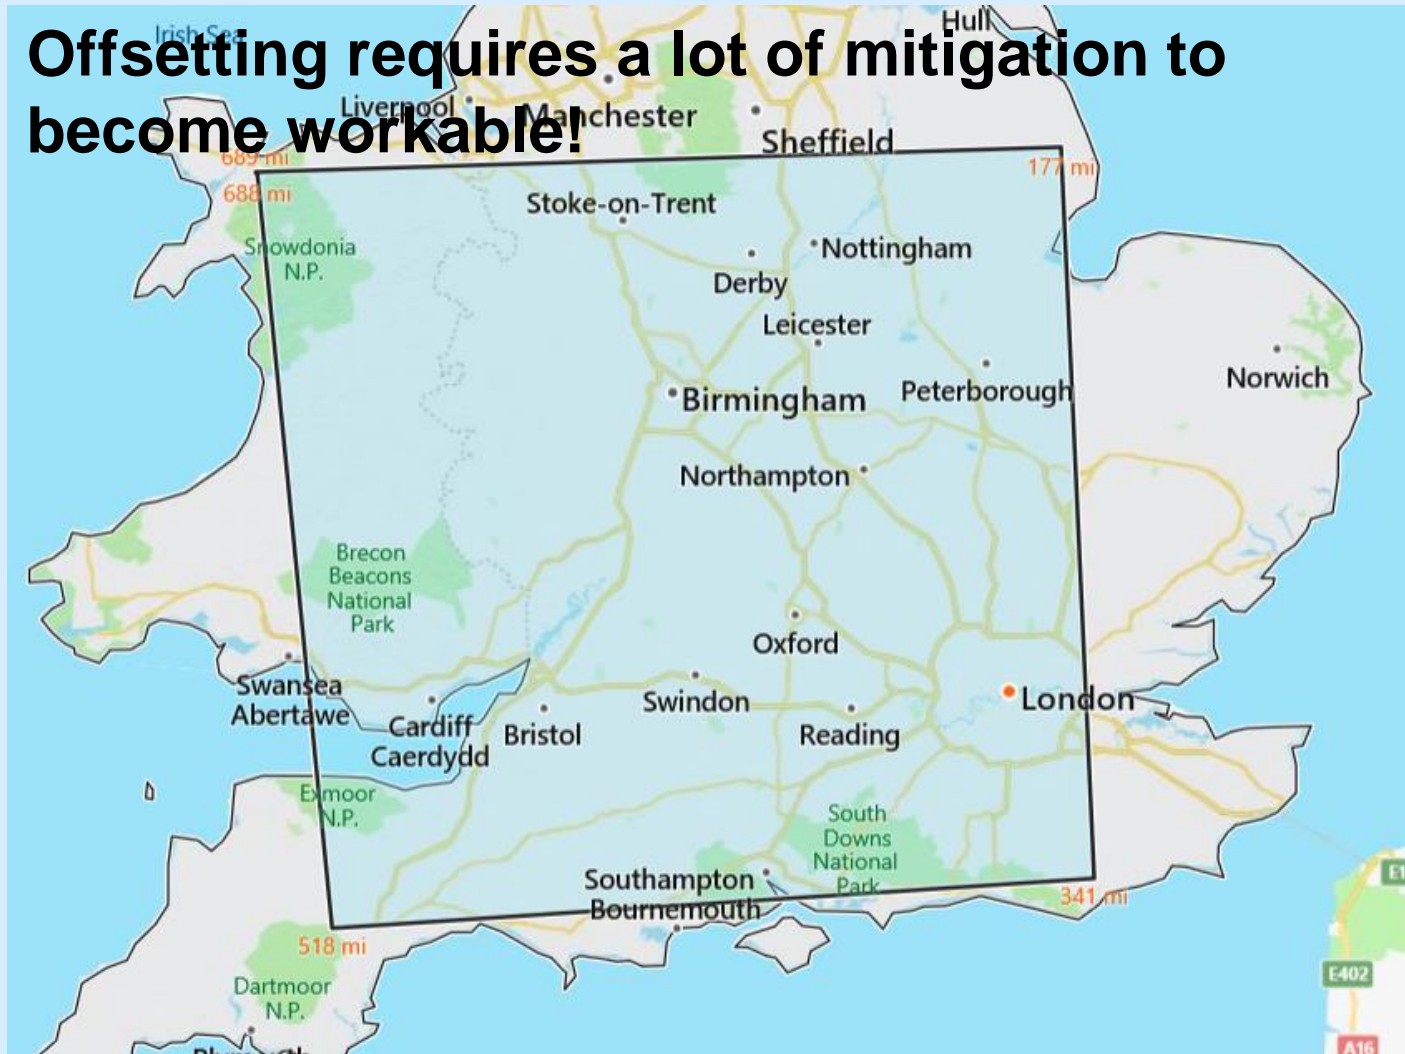 Offsetting requires a lot of mitigation to
become workable!
Irish Sea
Hull
Liverpool
Manchester
Sheffield
689 mi
688 mi
177 mi
Stoke-on-Trent
Snowdonia
N.P.
Nottingham
Derby
Leicester
Norwich
Birmingham
Peterborough
Northampton
Brecon
Beacons
National
Park
Oxford
Swansea
Abertawe
Cardiff
Caerdydd
Bristol
Swindon
Reading
London
Exmoor
N.P.
South
Downs
National
Park
Southampton
Bournemouth
341 mi
518 mi
Dartmoor
N.P.
E402
A16
Plymouth